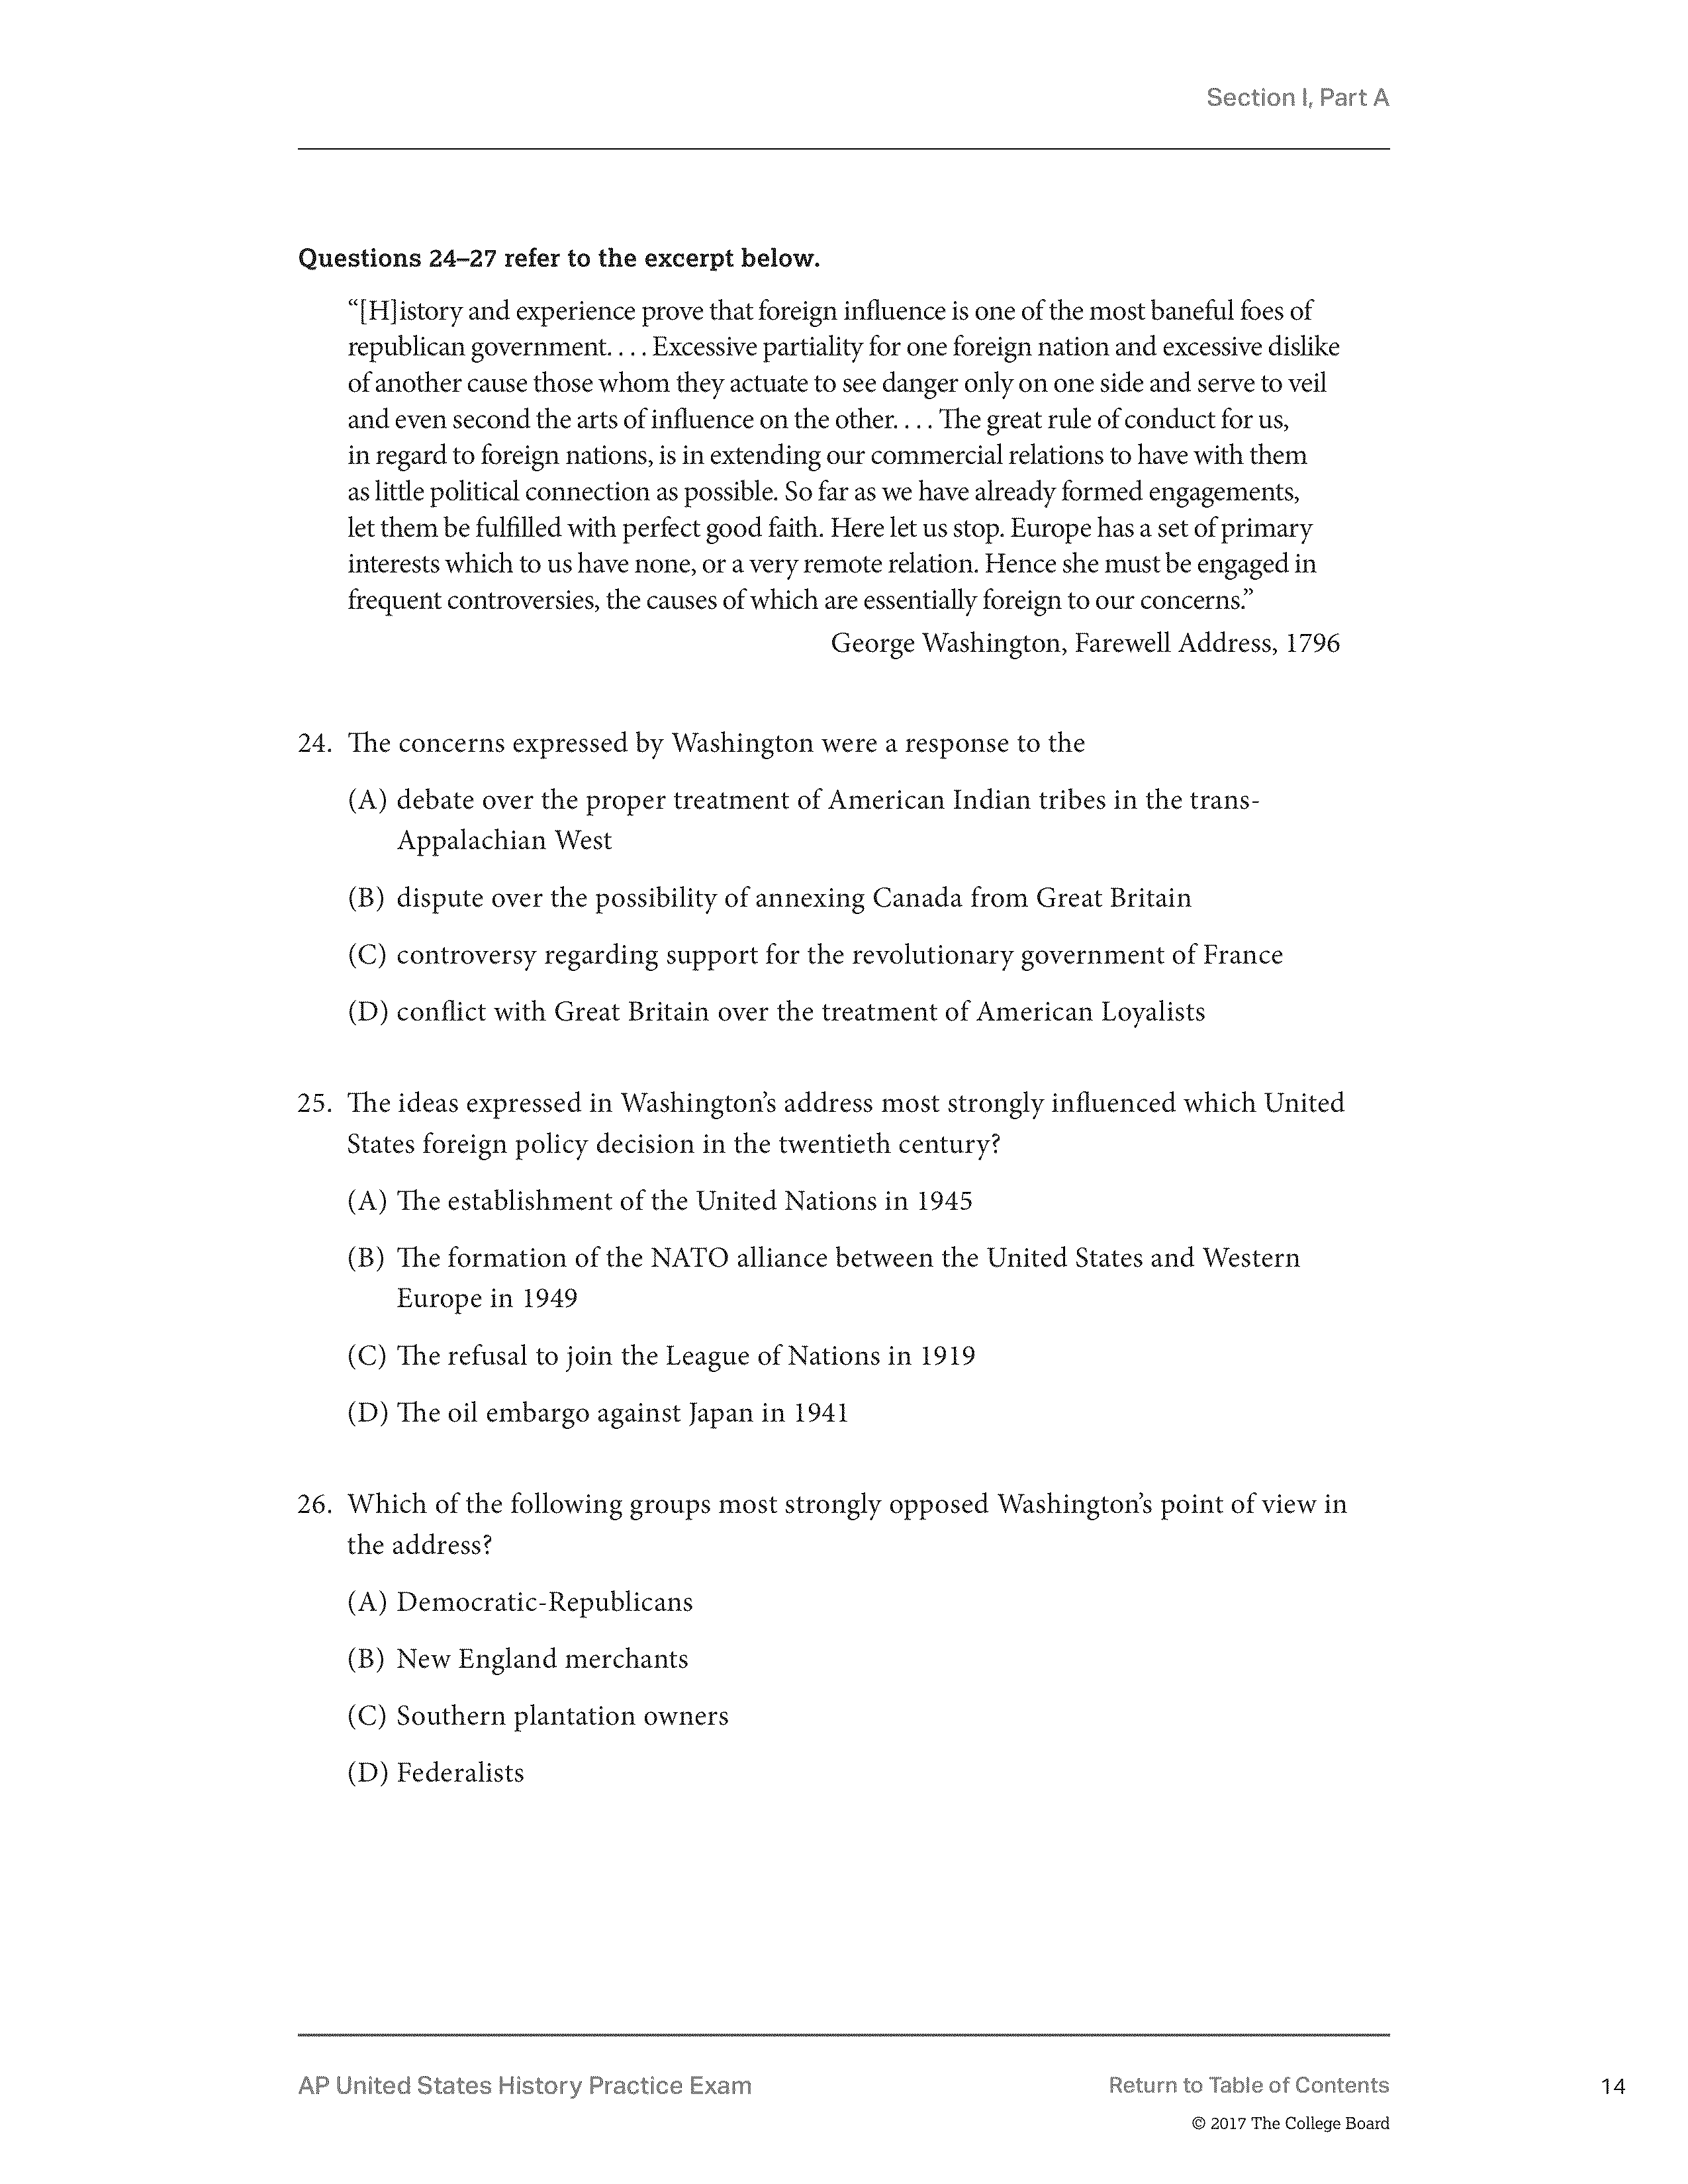 Section I, Part A
Questions 24–27 refer to the excerpt below.
“[H]istory and experience prove that foreign influence is one of the most baneful foes of
republican government. . . . Excessive partiality for one foreign nation and excessive dislike
of another cause those whom they actuate to see danger only on one side and serve to veil
and even second the arts of influence on the other. . . . The great rule of conduct for us,
in regard to foreign nations, is in extending our commercial relations to have with them
as little political connection as possible. So far as we have already formed engagements,
let them be fulfilled with perfect good faith. Here let us stop. Europe has a set of primary
interests which to us have none, or a very remote relation. Hence she must be engaged in
frequent controversies, the causes of which are essentially foreign to our concerns.”
George Washington, Farewell Address, 1796
24. The concerns expressed by Washington were a response to the
(A) debate over the proper treatment of American Indian tribes in the trans-
Appalachian West
(B) dispute over the possibility of annexing Canada from Great Britain
(C) controversy regarding support for the revolutionary government of France
(D) conflict with Great Britain over the treatment of American Loyalists
25. The ideas expressed in Washington’s address most strongly influenced which United
States foreign policy decision in the twentieth century?
(A) The establishment of the United Nations in 1945
(B) The formation of the NATO alliance between the United States and Western
Europe in 1949
(C) The refusal to join the League of Nations in 1919
(D) The oil embargo against Japan in 1941
26. Which of the following groups most strongly opposed Washington’s point of view in
the address?
(A) Democratic-Republicans
(B) New England merchants
(C) Southern plantation owners
(D) Federalists
AP United States History Practice Exam
Return to Table of Contents
14
© 2017 The College Board